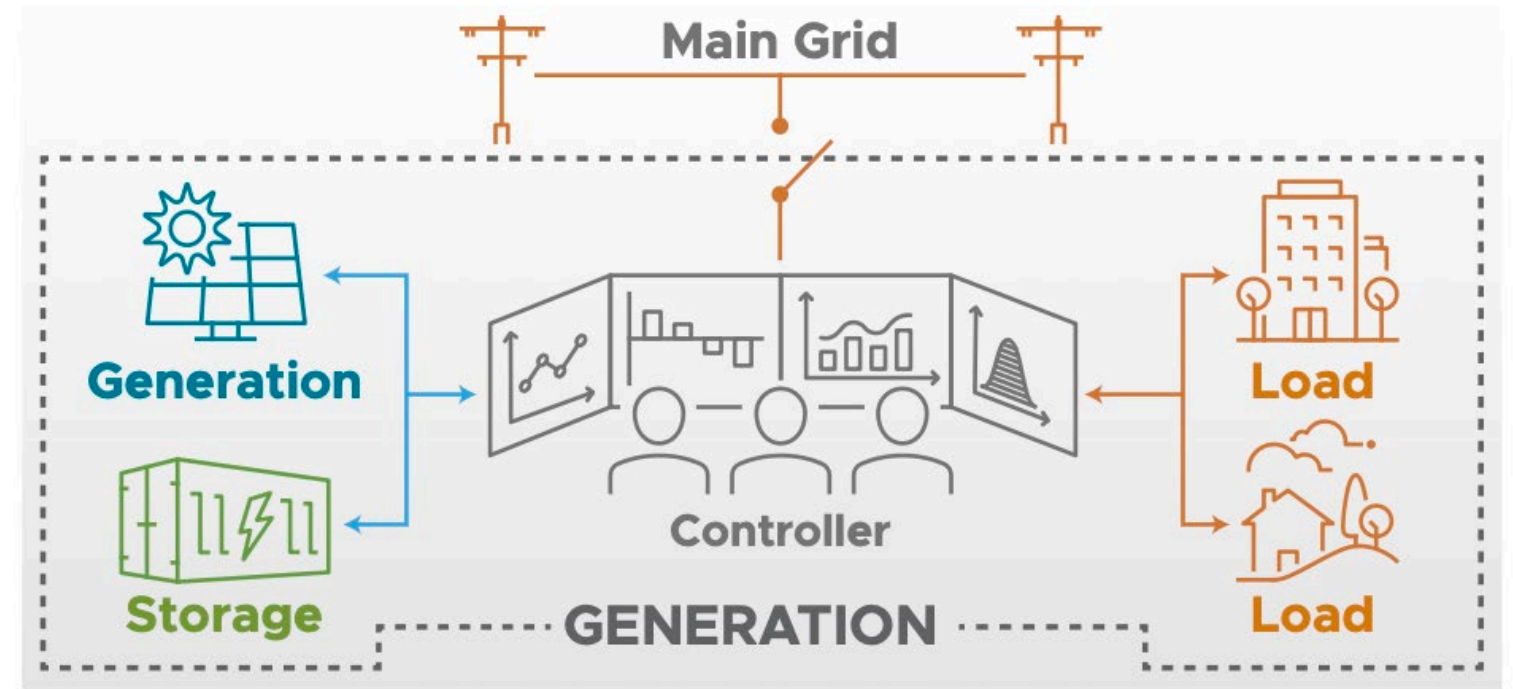 Main Grid
Generation
Load
Controller
Storage
GENERATION
Load